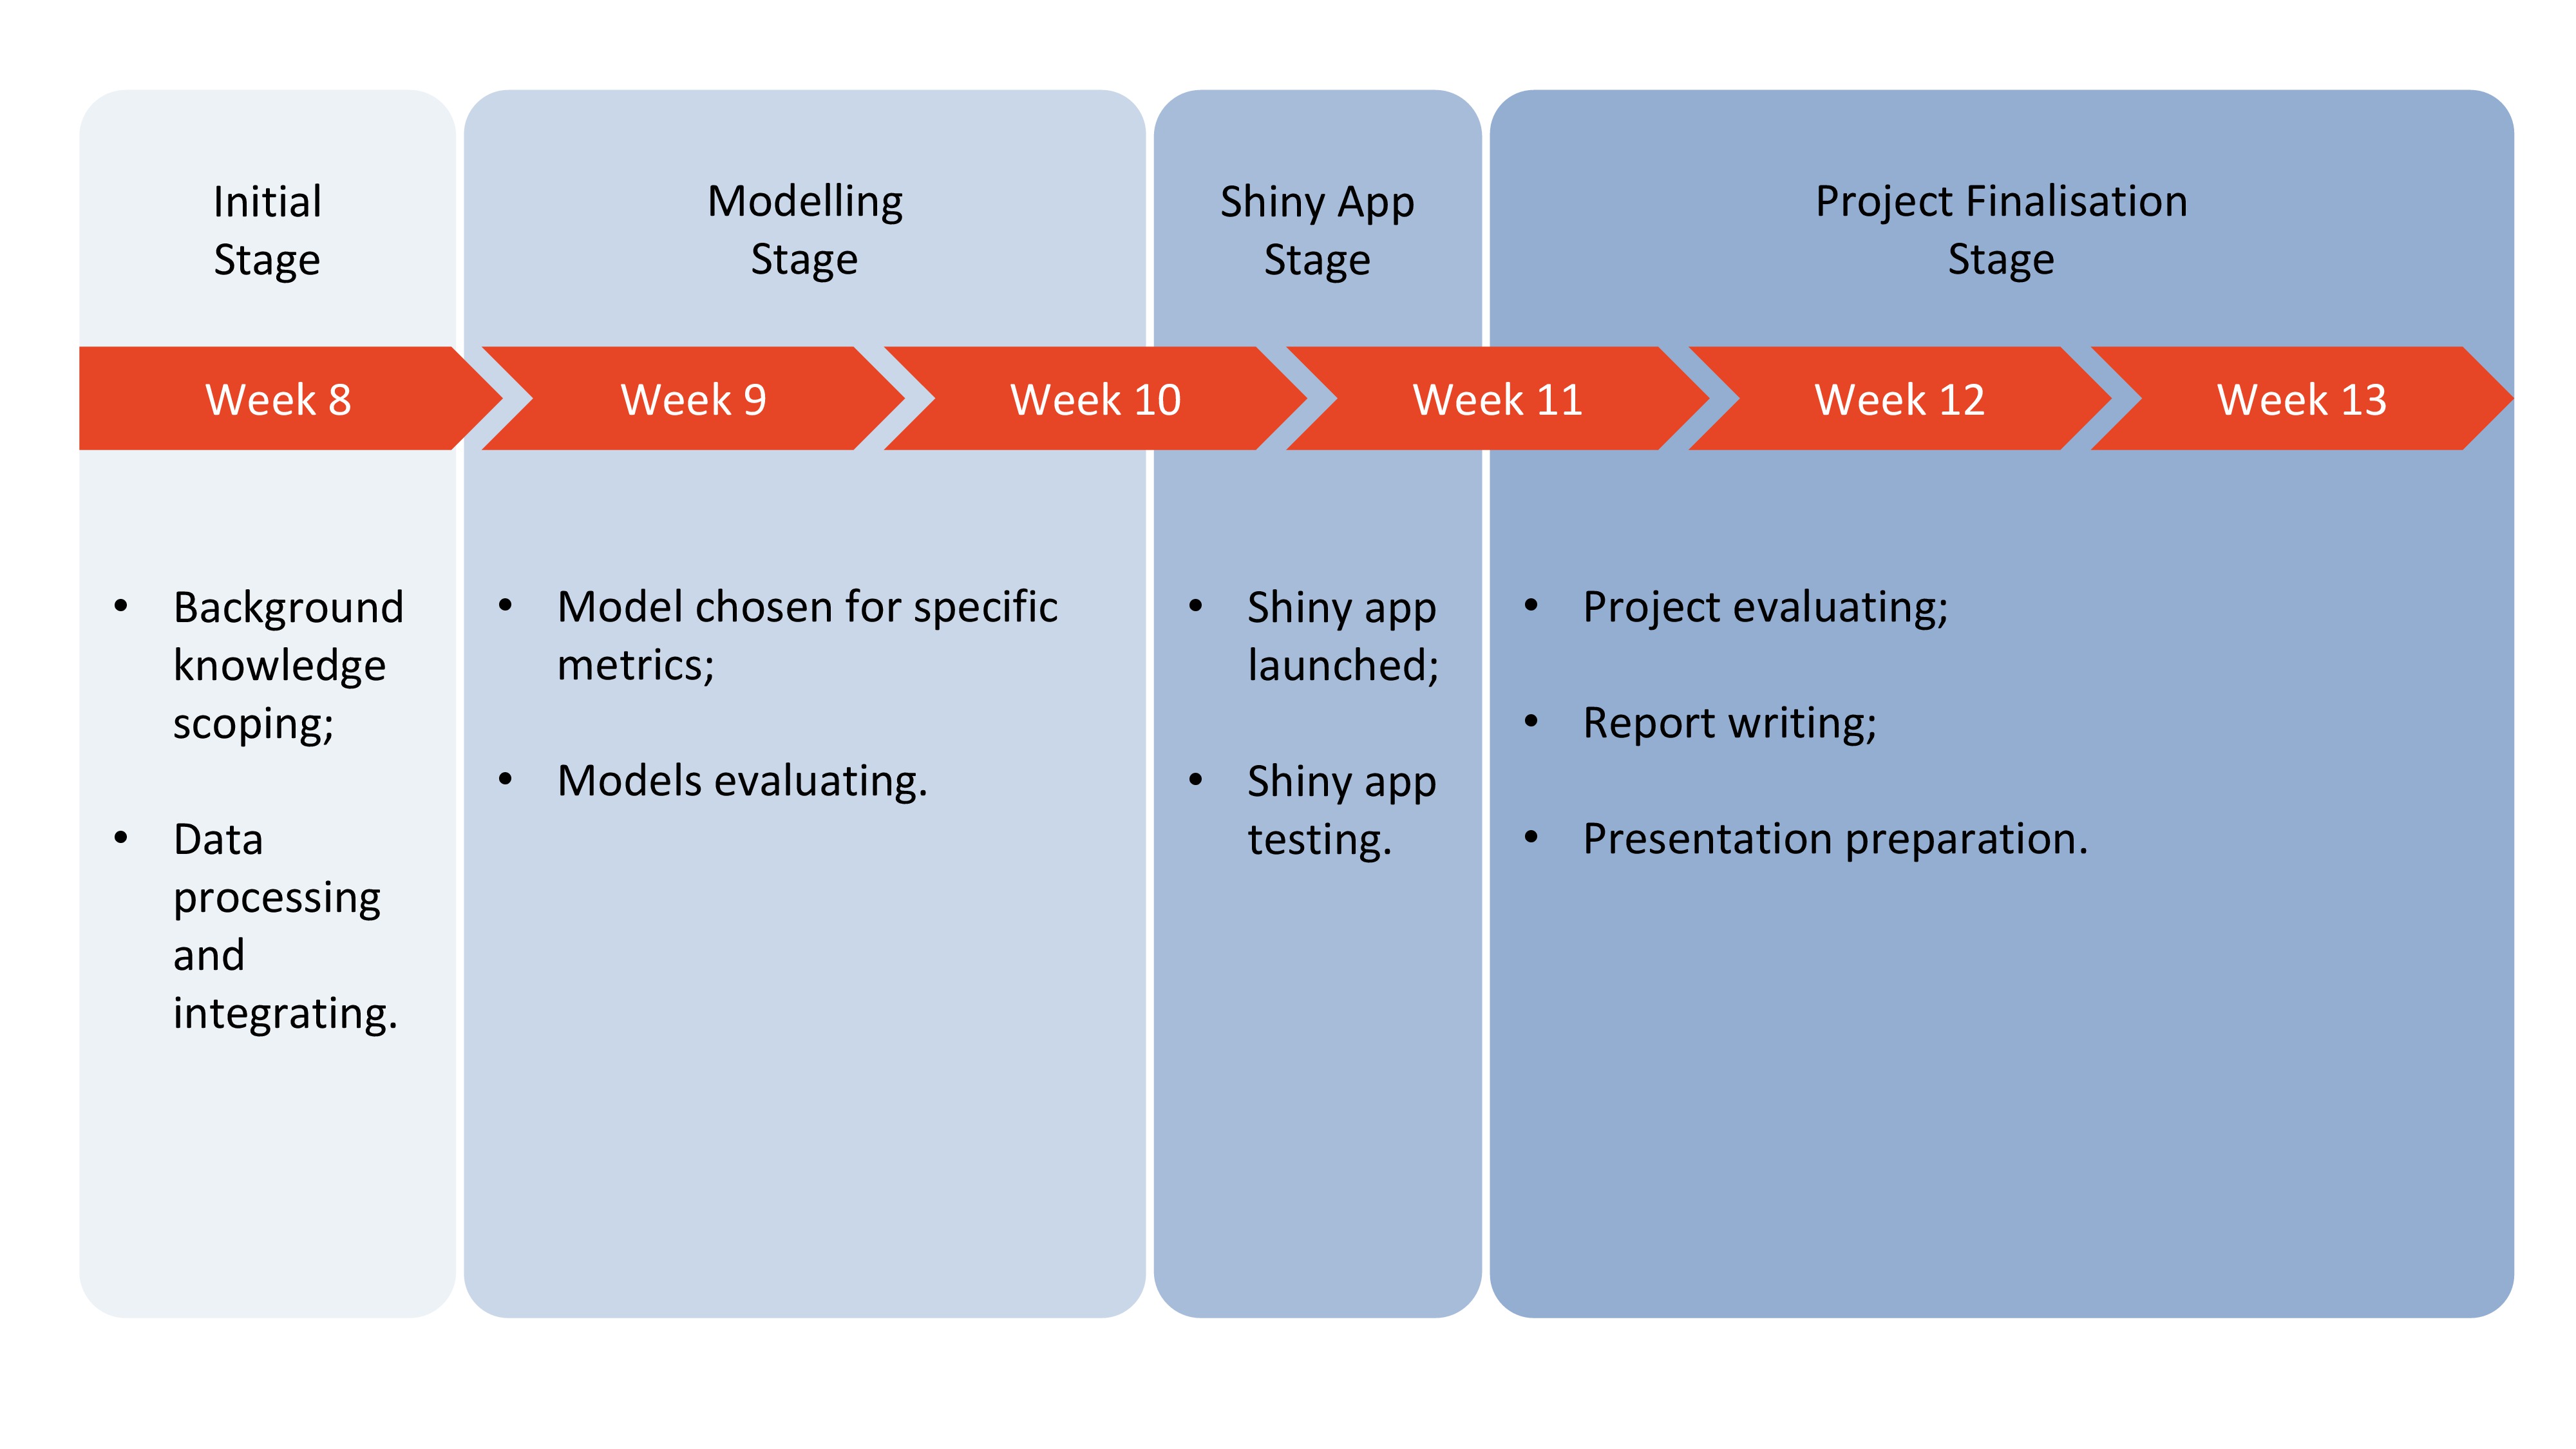 Initial
Stage
Modelling
Stage
Shiny App
Stage
Project Finalisation
Stage
Week 8
Week 9
Week 10
Week 11
Week 12
Week 13
• Background
knowledge
scoping;
• Data
processing
and
integrating.
• Model chosen for specific
metrics;
• Models evaluating.
• Shiny app
launched;
• Shiny app
testing.
• Project evaluating;
• Report writing;
• Presentation preparation.